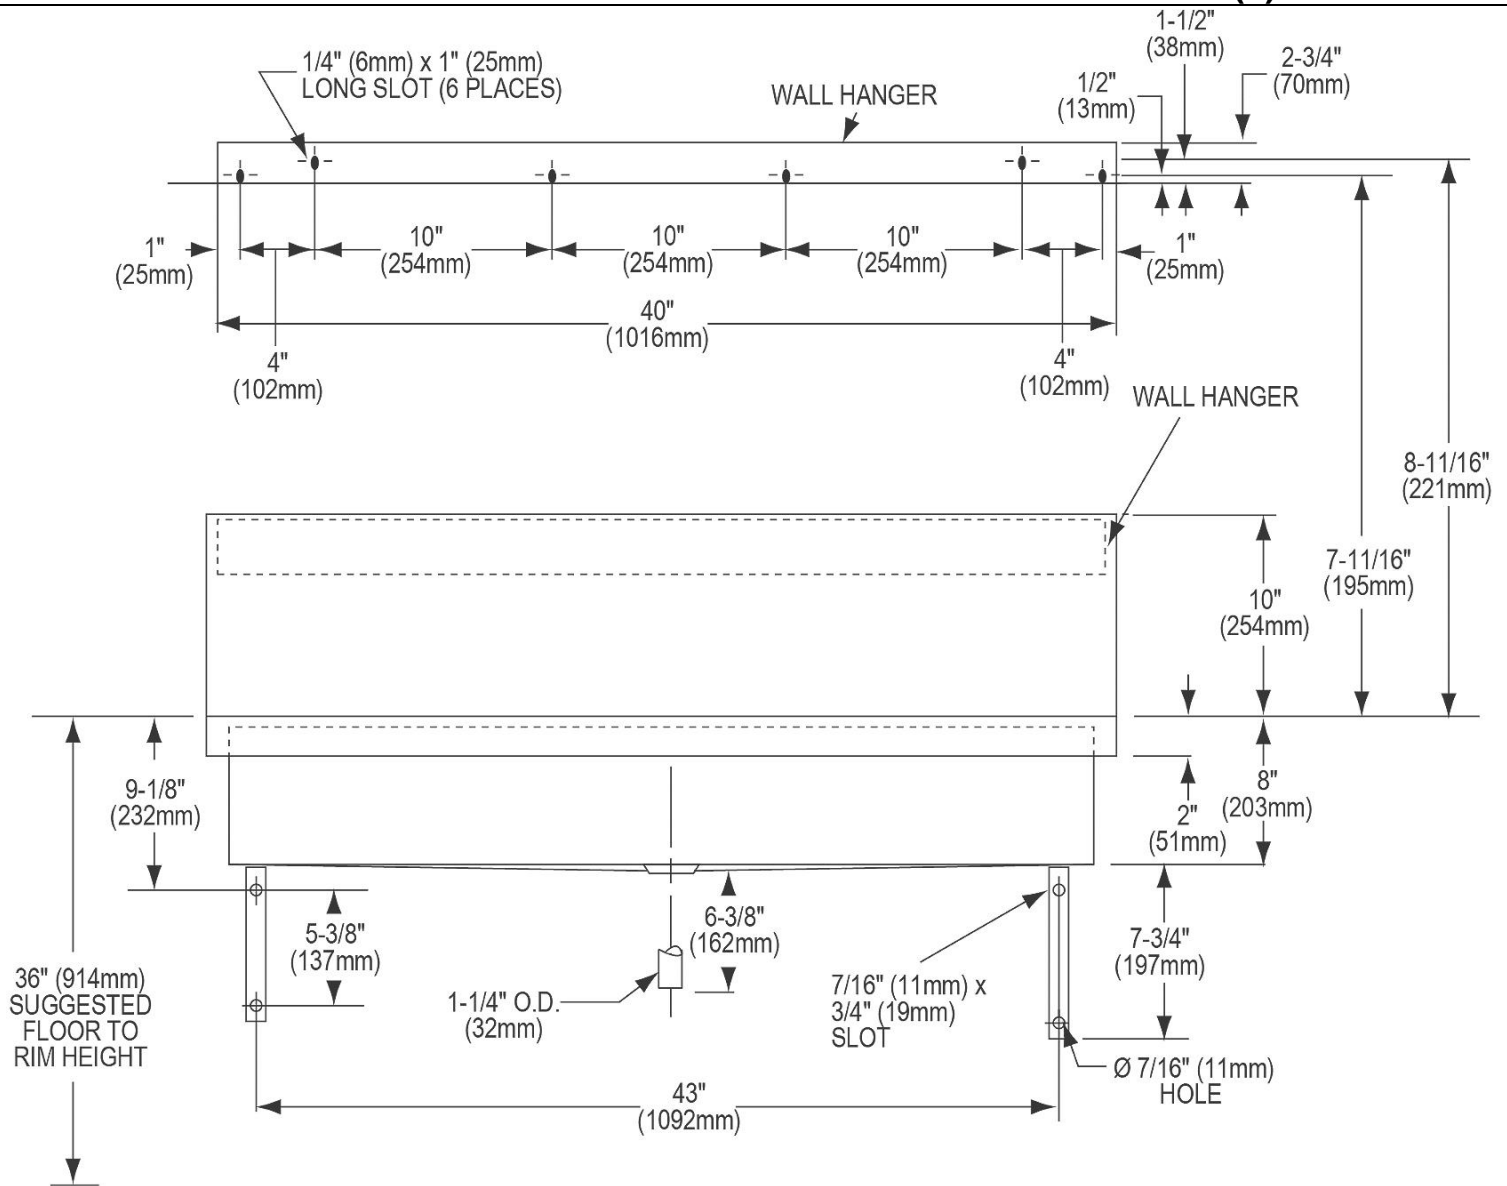 1-1/2"
(38mm)
1/4" (6mm) x 1" (25mm)
LONG SLOT (6 PLACES)
WALL HANGER
1/2"
(13mm)
2-3/4"
(70mm)
1"
(25mm)
10"
(254mm)
10"
(254mm)
10"
(254mm)
1"
(25mm)
40"
(1016mm)
4"
(102mm)
4"
(102mm)
WALL HANGER
8-11/16"
(221mm)
7-11/16"
(195mm)
10"
(254mm)
9-1/8"
(232mm)
8"
(203mm)
2"
(51mm)
5-3/8"
(137mm)
6-3/8"
(162mm)
7-3/4"
(197mm)
36" (914mm)
SUGGESTED
FLOOR TO
RIM HEIGHT
1-1/4" O.D.
(32mm)
7/16" (11mm) x
3/4" (19mm)
SLOT
Ø 7/16" (11mm)
HOLE
43"
(1092mm)